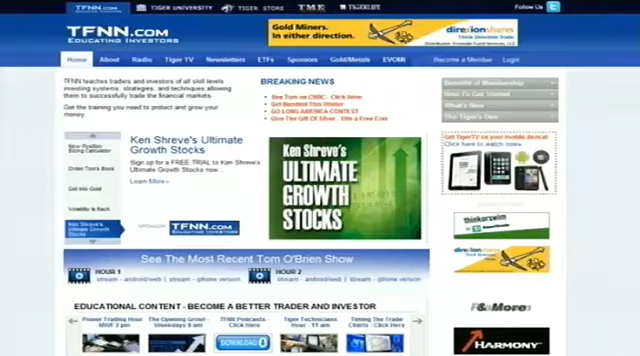 TFNN.COM
TIGER UNIVERSITY
TIGER STORE
TME
TIGERFLIX
Follow Us
TFNN.COM
EDUCATING INVESTORS
Gold Miners.
In either direction.
direxionshares
Home About Radio Tiger TV Newsletters ETFs Sponsors Gold/Metals EVOMI Become a Member Login
TFNN teaches traders and investors of all skill levels
investing systems, strategies, and techniques allowing
them to successfully trade the financial markets.
Get the training you need to protect and grow your
money
BREAKING NEWS
See Tom on CNBC - Click Here
Get Bundled This Winter
GO LONG AMERICA CONTEST
Give The Gift Of Silver - Win a Free Coin
Benefits of Membership
How To Get Started
What's New
The Tiger's Den
Get TigerTV on your mobile device!
Click here to watch now
New Position
Sizing Calculator
Order Tom's Book
Get Into Gold
Volatility is Back
Ken Shreve's
Ultimate Growth
Stocks
Ken Shreve's Ultimate
Growth Stocks
Sign up for a FREE TRIAL to Ken Shreve's
Ultimate Growth Stocks now ...
Learn More
SPONSOR
TFNN.COM
EDUCATING INVESTORS
Ken Shreve's
ULTIMATE
GROWTH
STOCKS
thinkorswim
direxionshares
& More
HARMONY
See The Most Recent Tom O'Brien Show
HOUR 1
stream - android/web | stream - iphone version
HOUR 2
stream - android/web | stream - iphone version
EDUCATIONAL CONTENT - BECOME A BETTER TRADER AND INVESTOR
Power Trading Hour
- M/W/F 3 pm
The Opening Growl -
Weekdays 9 am
TFNN Podcasts -
Click Here
Tiger Technicians
Hour - 11 am
Timing The Trade
Charts - Click Here
DOWNLOAD